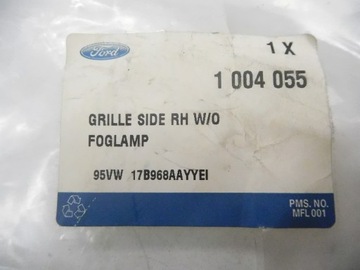 Ford
1 X
1 004 055
GRILLE SIDE RH W/O
FOGLAMP
95VW 17B968AAYYEI
PMS. NO.
MFL 001